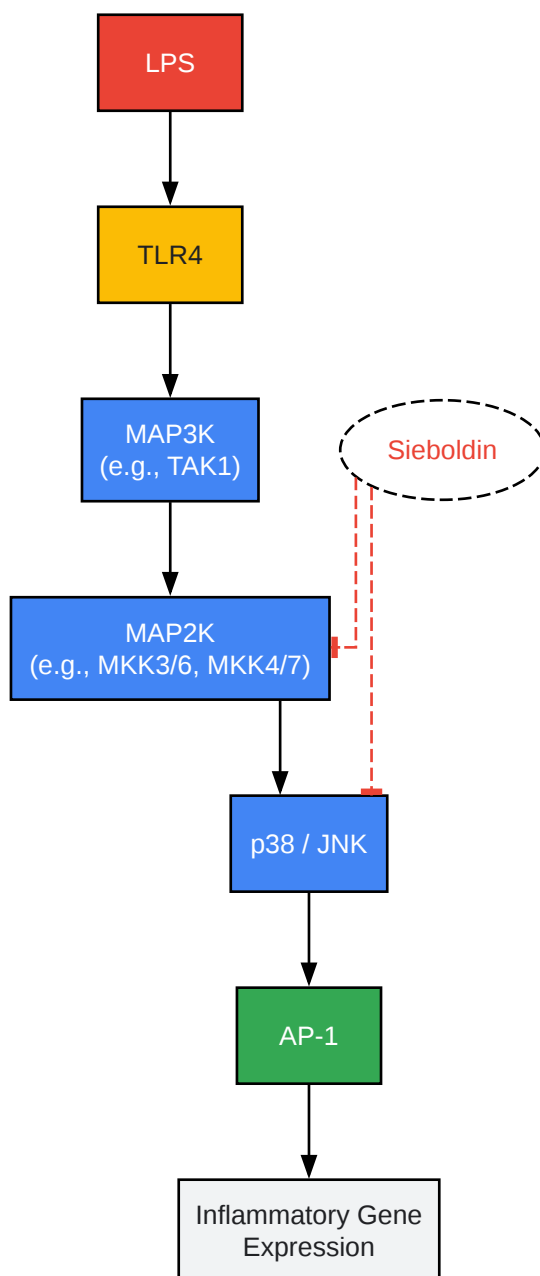 LPS
TLR4
MAP3K
(e.g., TAK1)
Sieboldin
MAP2K
(e.g., MKK3/6, MKK4/7)
p38 / JNK
AP-1
Inflammatory Gene
Expression